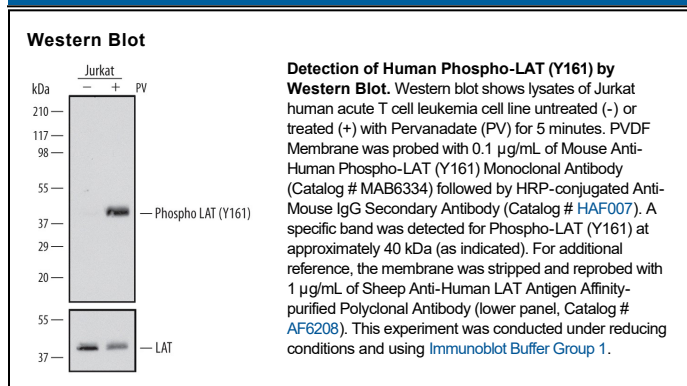 Western Blot
Jurkat
kDa − + PV
210
117
98
55
Phospho LAT (Y161)
37
29
20
55
LAT
37
Detection of Human Phospho-LAT (Y161) by
Western Blot. Western blot shows lysates of Jurkat
human acute T cell leukemia cell line untreated (-) or
treated (+) with Pervanadate (PV) for 5 minutes. PVDF
Membrane was probed with 0.1 µg/mL of Mouse Anti-
Human Phospho-LAT (Y161) Monoclonal Antibody
(Catalog # MAB6334) followed by HRP-conjugated Anti-
Mouse IgG Secondary Antibody (Catalog # HAF007). A
specific band was detected for Phospho-LAT (Y161) at
approximately 40 kDa (as indicated). For additional
reference, the membrane was stripped and reprobed with
1 µg/mL of Sheep Anti-Human LAT Antigen Affinity-
purified Polyclonal Antibody (lower panel, Catalog #
AF6208). This experiment was conducted under reducing
conditions and using Immunoblot Buffer Group 1.